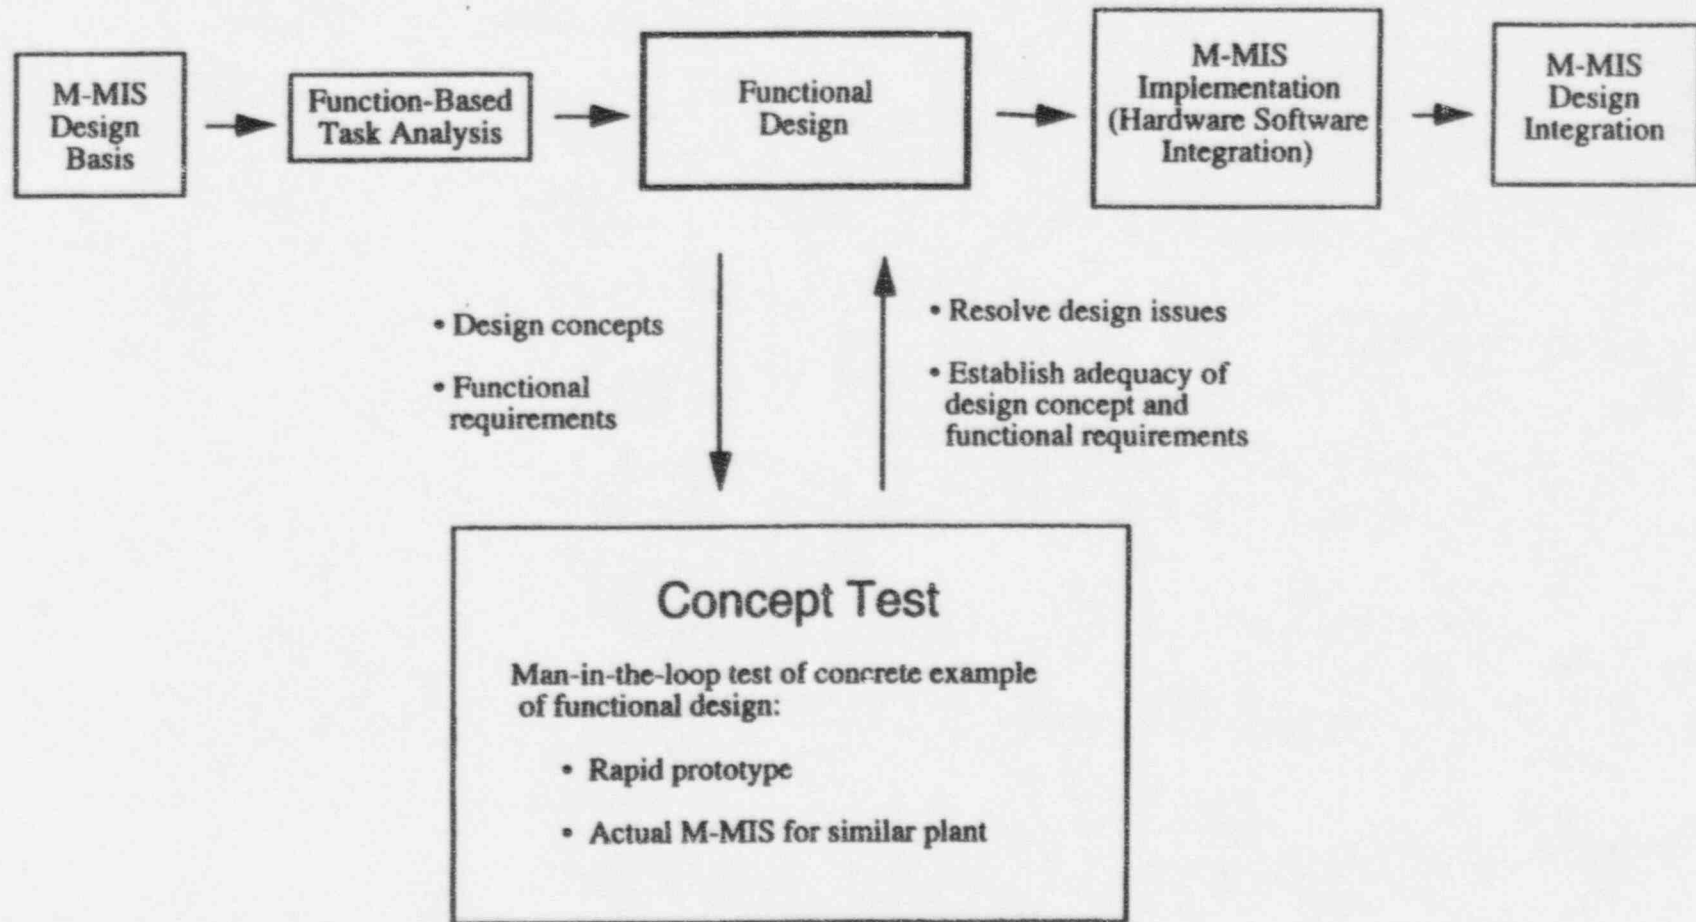 M-MIS
Design
Basis
Function-Based
Task Analysis
Functional
Design
M-MIS
Implementation
(Hardware Software
Integration)
M-MIS
Design
Integration
• Design concepts
• Functional
requirements
• Resolve design issues
• Establish adequacy of
design concept and
functional requirements
Concept Test
Man-in-the-loop test of concrete example
of functional design:
• Rapid prototype
• Actual M-MIS for similar plant